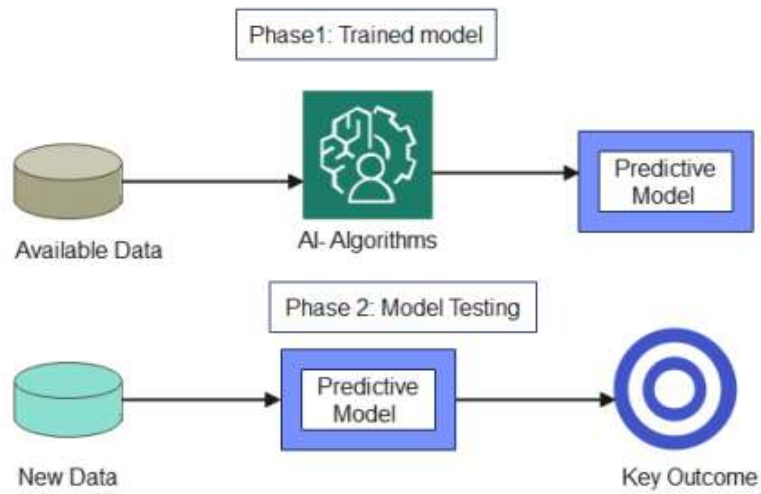 Phase1: Trained model
Predictive
Model
Available Data
AI- Algorithms
Phase 2: Model Testing
Predictive
Model
New Data
Key Outcome